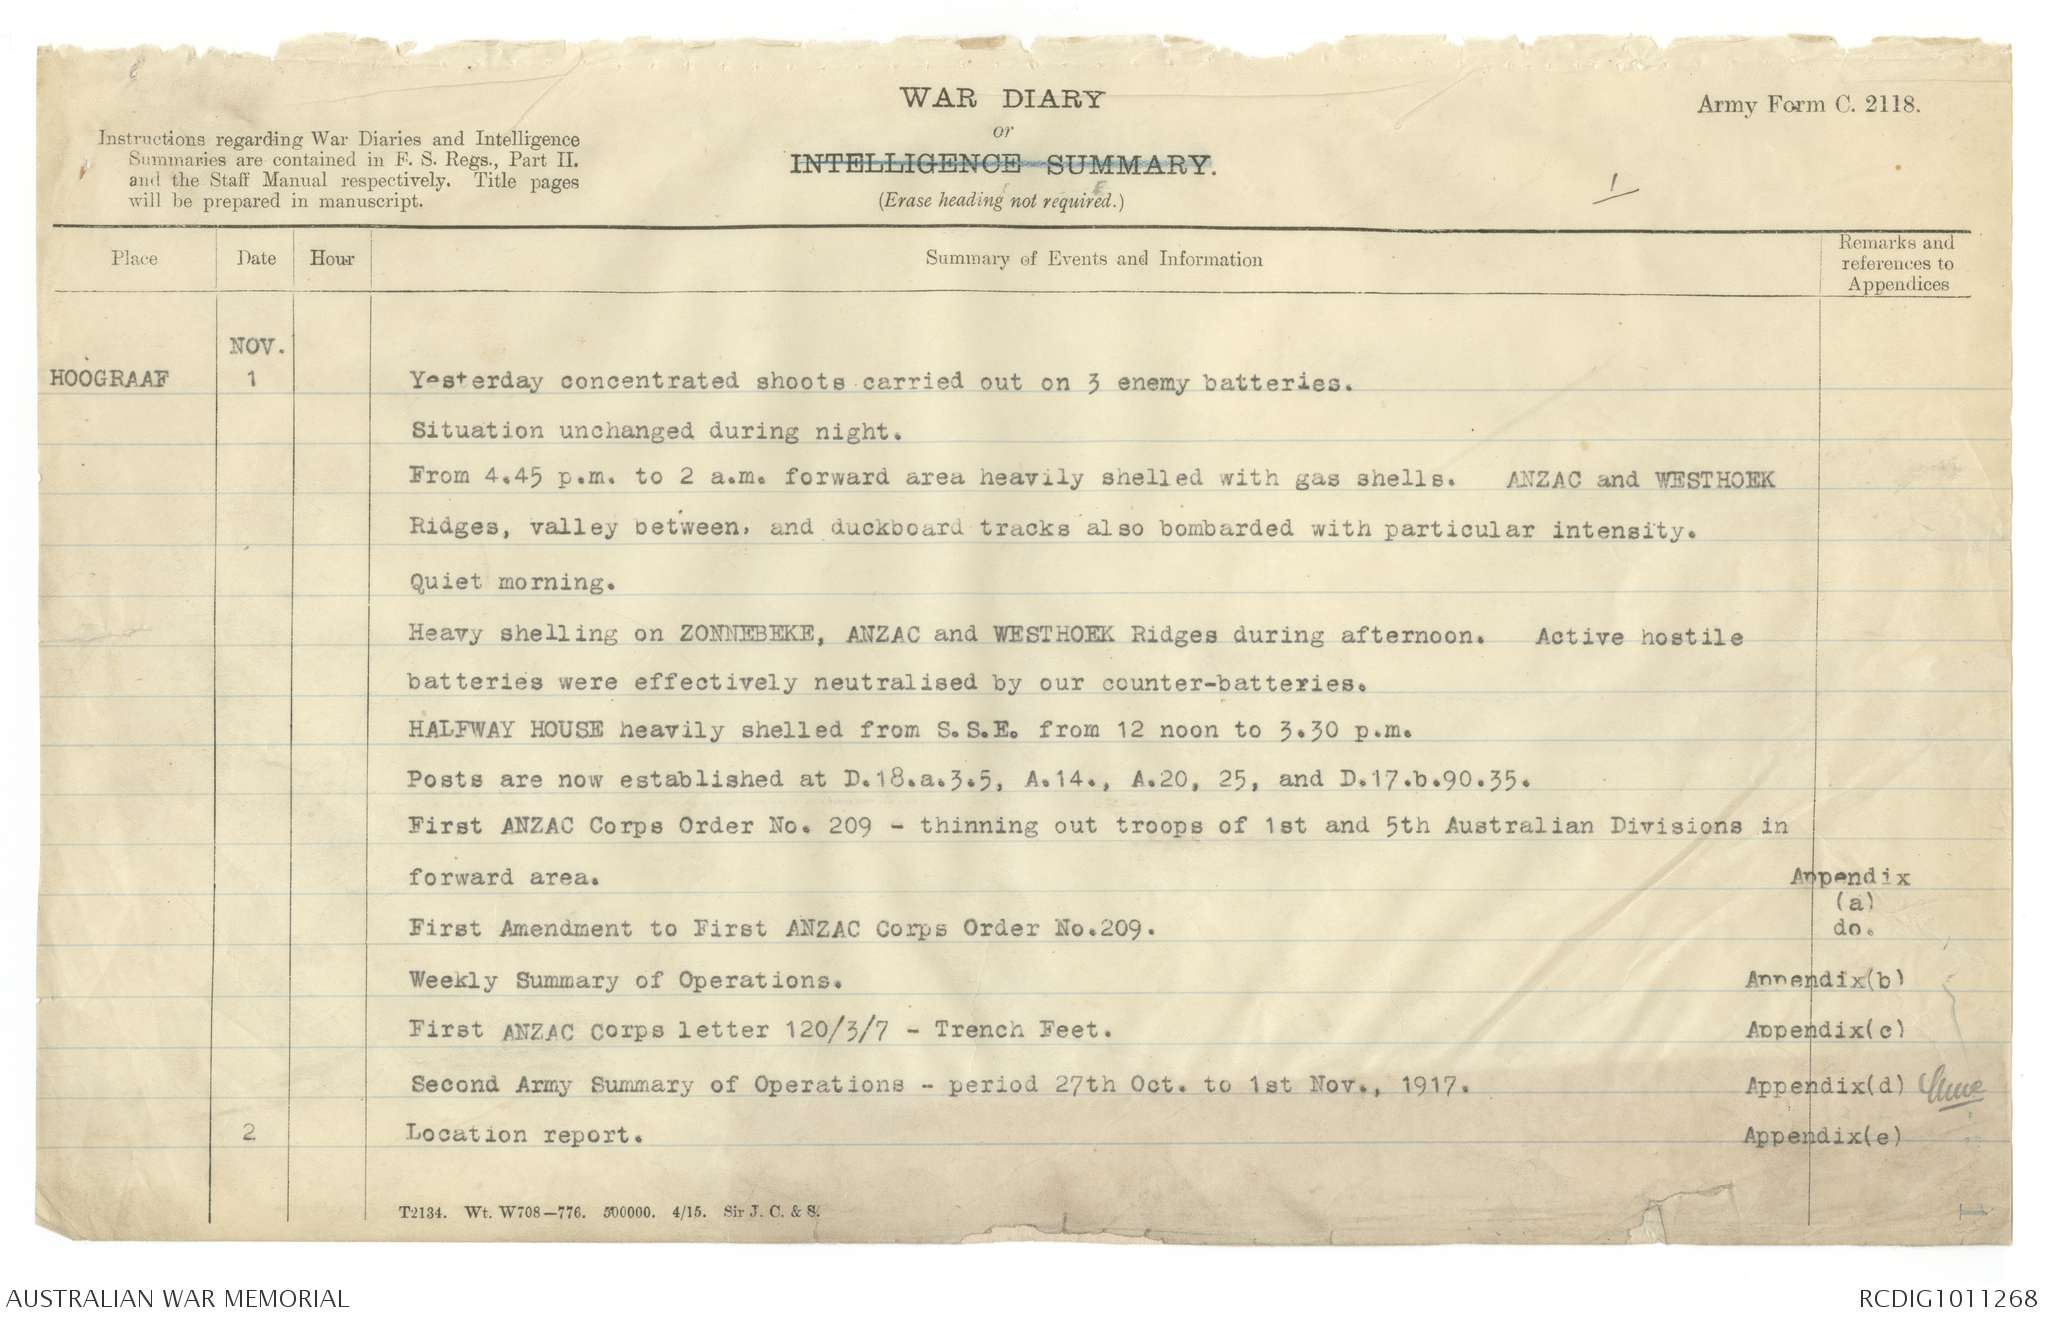 WAR DIARY
Army Form C. 2118.
or
INTELLIGENCE SUMMARY.
(Erase heading not required.)
1
Instructions regarding War Diaries and Intelligence
Summaries are contained in F. S. Regs., Part II.
and the Staff Manual respectively. Title pages
will be prepared in manuscript.
Place Date Hour Summary of Events and Information Remarks and
references to
Appendices
NOV.
HOOGRAAF 1 Yesterday concentrated shoots carried out on 3 enemy batteries.
Situation unchanged during night.
From 4.45 p.m. to 2 a.m. forward area heavily shelled with gas shells. ANZAC and WESTHOEK
Ridges, valley between, and duckboard tracks also bombarded with particular intensity.
Quiet morning.
Heavy shelling on ZONNEBEKE, ANZAC and WESTHOEK Ridges during afternoon. Active hostile
batteries were effectively neutralised by our counter-batteries.
HALFWAY HOUSE heavily shelled from S.S.E. from 12 noon to 3.30 p.m.
Posts are now established at D.18.a.3.5, A.14., A.20, 25, and D.17.b.90.35.
First ANZAC Corps Order No. 209 - thinning out troops of 1st and 5th Australian Divisions in
forward area. Appendix
(a)
First Amendment to First ANZAC Corps Order No.209. do.
Weekly Summary of Operations. Appendix(b)
First ANZAC Corps letter 120/3/7 - Trench Feet. Appendix(c)
Second Army Summary of Operations - period 27th Oct. to 1st Nov., 1917. Appendix(d)
2 Location report. Appendix(e)
T2134. Wt. W708-776. 500000. 4/15. Sir J. C. & S.
AUSTRALIAN WAR MEMORIAL
RCDIG1011268